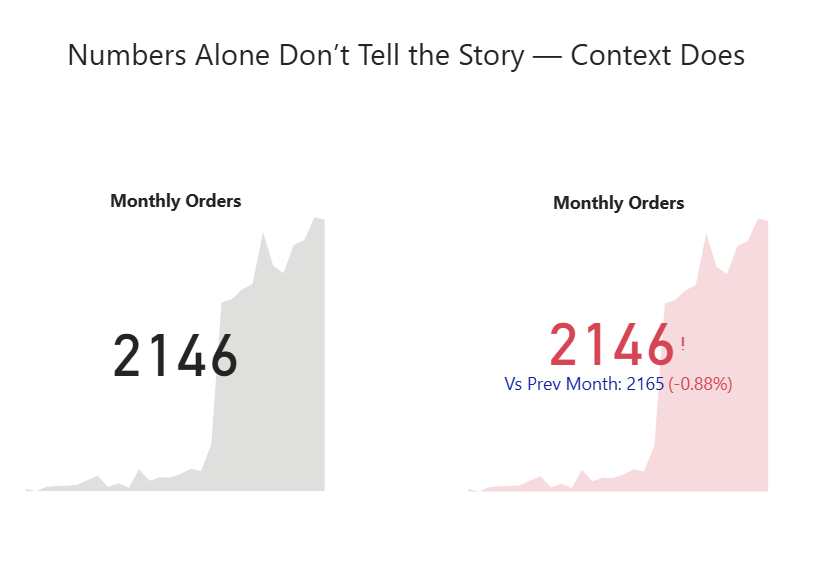 Numbers Alone Don’t Tell the Story — Context Does
Monthly Orders
2146
Monthly Orders
2146!
Vs Prev Month: 2165 (-0.88%)